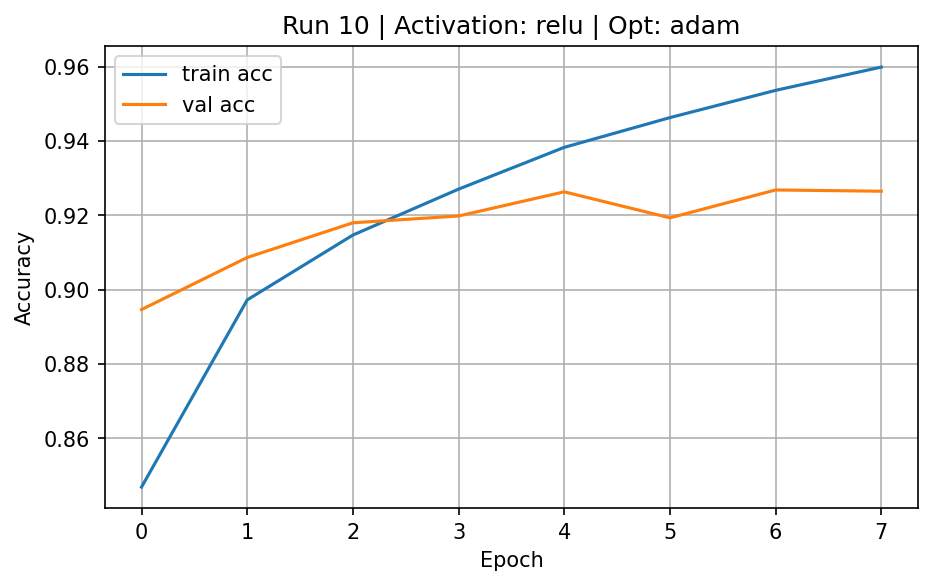 Run 10 | Activation: relu | Opt: adam
train acc
val acc
Accuracy
0.96
0.94
0.92
0.90
0.88
0.86
0 1 2 3 4 5 6 7
Epoch